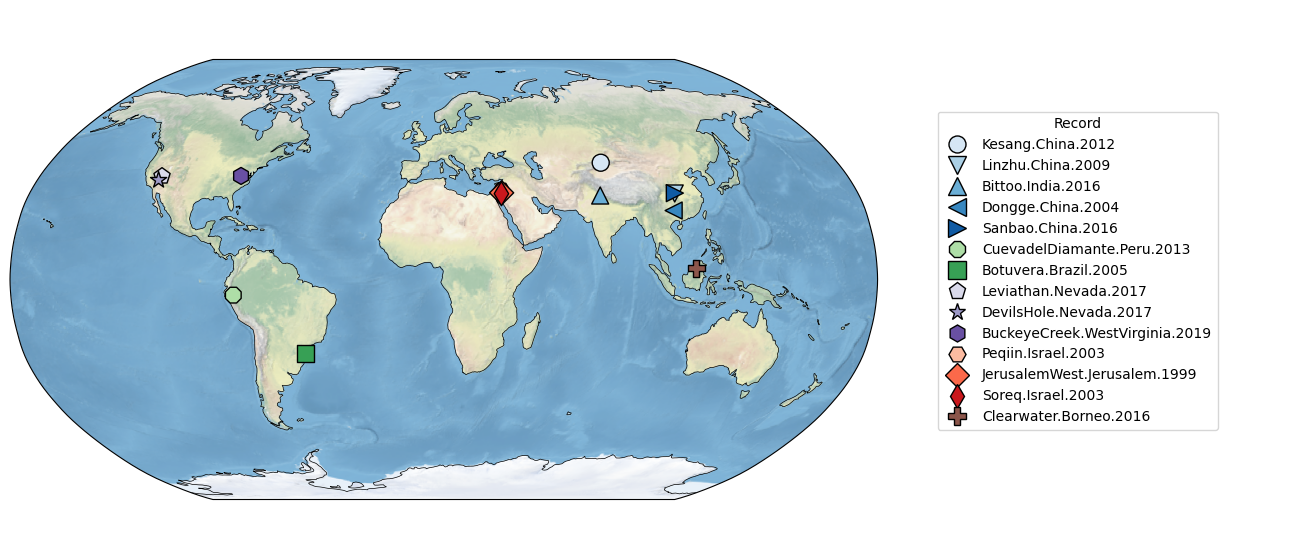 Record
Kesang.China.2012
Linzhu.China.2009
Bittoo.India.2016
Dongge.China.2004
Sanbao.China.2016
CuevadelDiamante.Peru.2013
Botuvera.Brazil.2005
Leviathan.Nevada.2017
DevilsHole.Nevada.2017
BuckeyeCreek.WestVirginia.2019
Peqiin.Israel.2003
JerusalemWest.Jerusalem.1999
Soreq.Israel.2003
Clearwater.Borneo.2016